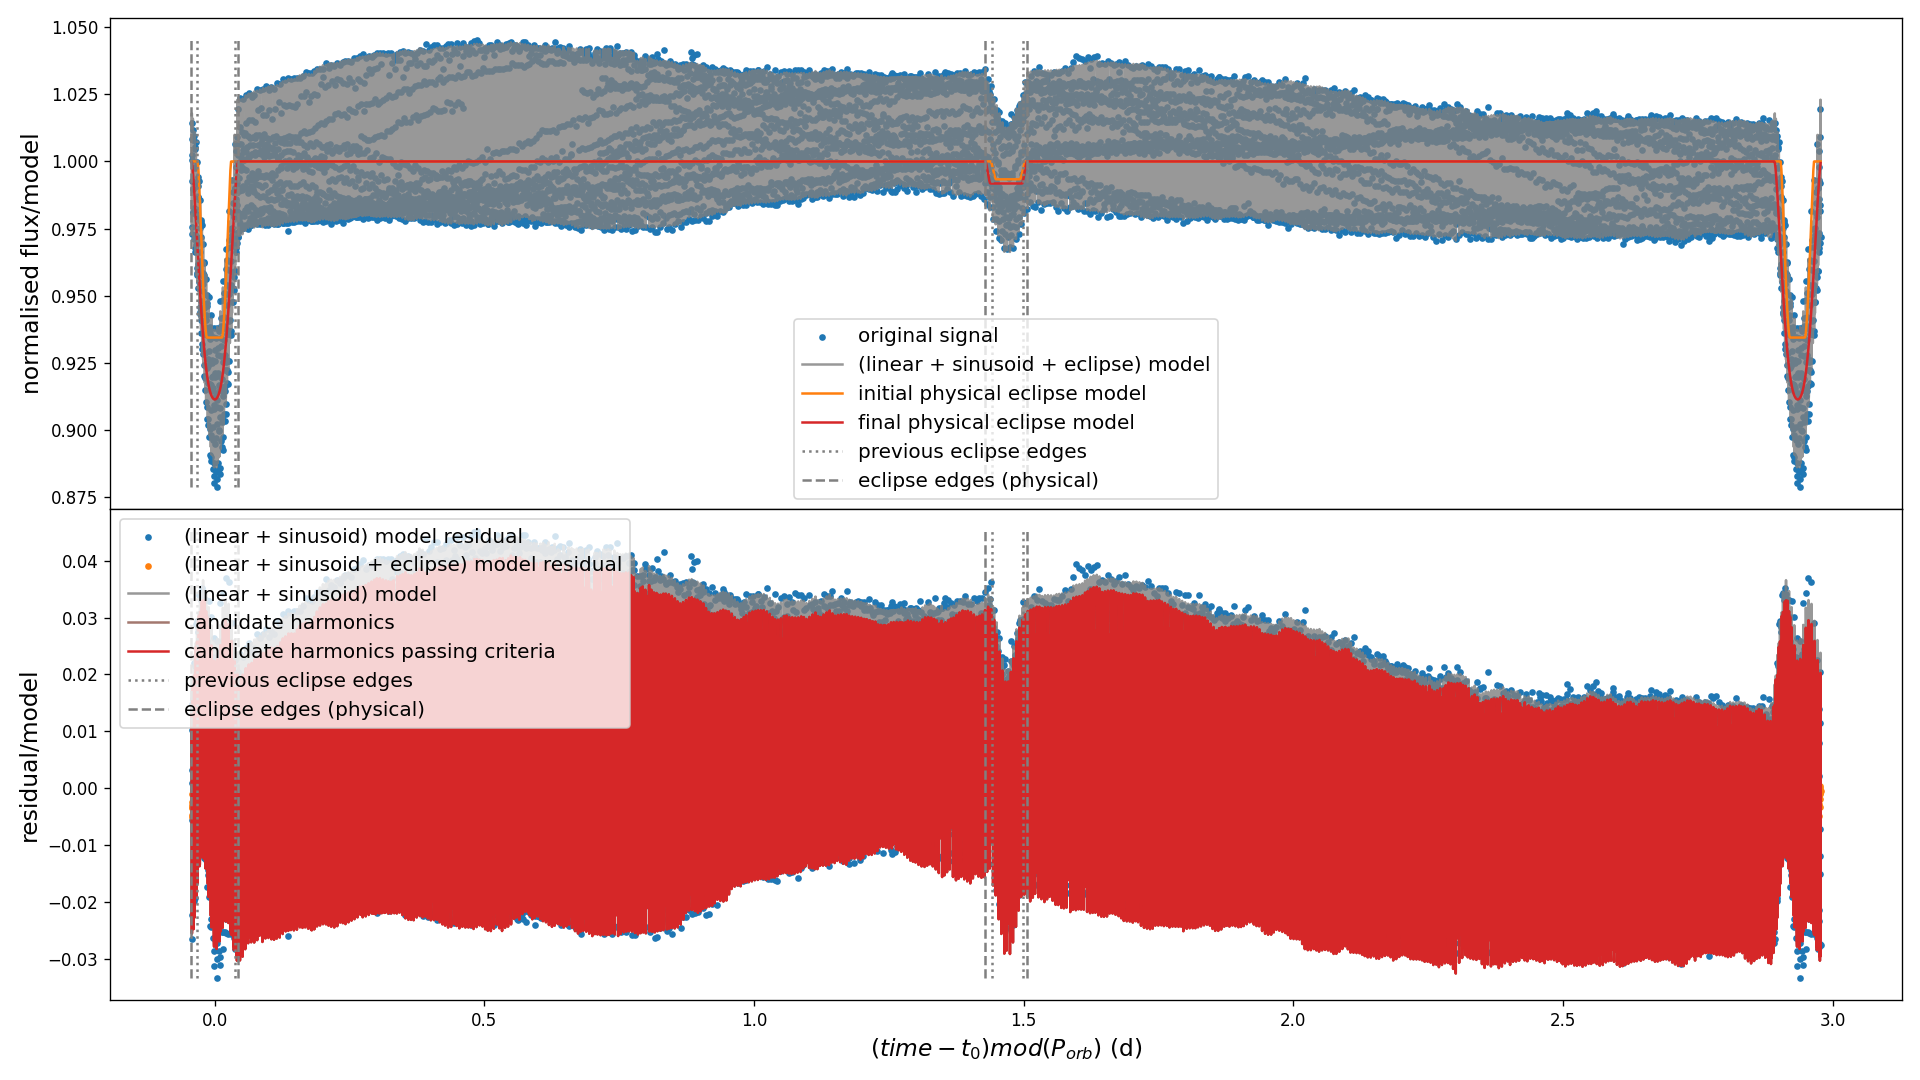 1.050
1.025
1.000
0.975
0.950
0.925
0.900
0.875
normalised flux/model
original signal
(linear + sinusoid + eclipse) model
initial physical eclipse model
final physical eclipse model
previous eclipse edges
eclipse edges (physical)
(linear + sinusoid) model residual
(linear + sinusoid + eclipse) model residual
(linear + sinusoid) model
candidate harmonics
candidate harmonics passing criteria
previous eclipse edges
eclipse edges (physical)
0.04
0.03
0.02
0.01
0.00
−0.01
−0.02
−0.03
residual/model
0.0 0.5 1.0 1.5 2.0 2.5 3.0
(time − t₀)mod(P_orb) (d)